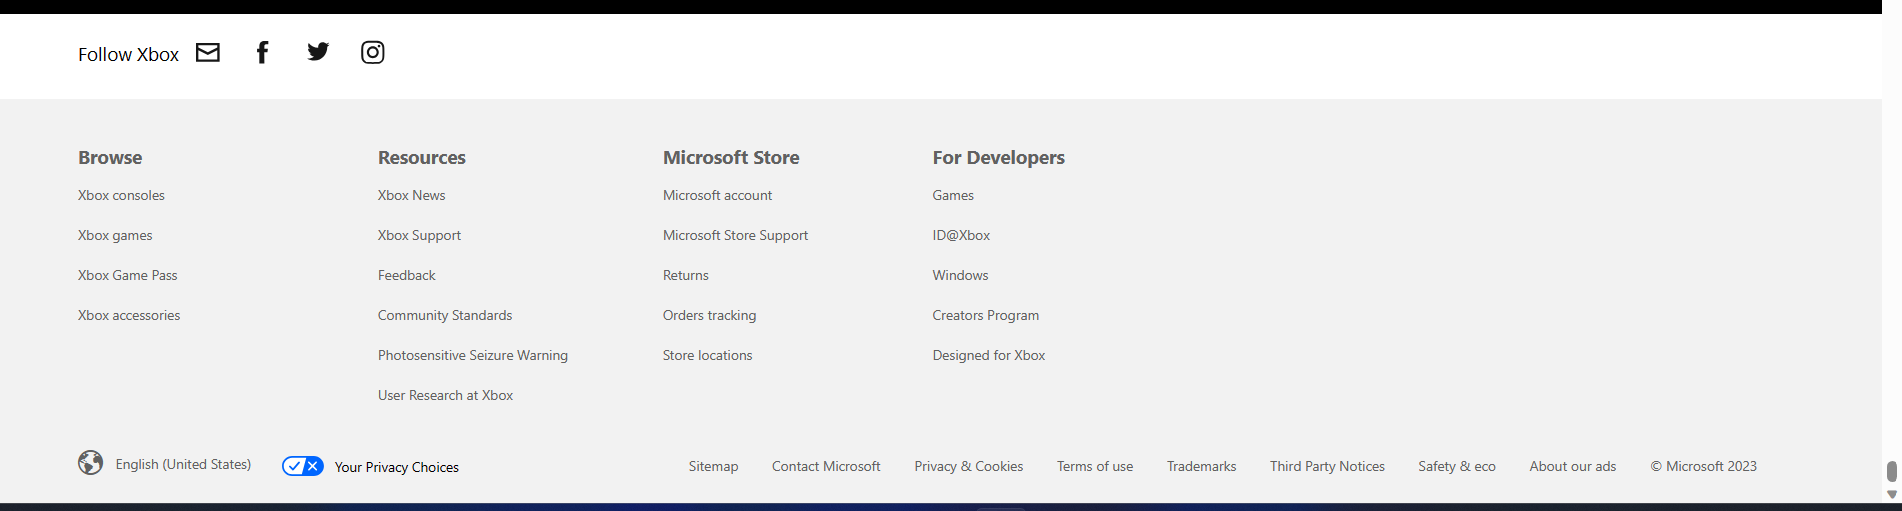 Follow Xbox
Browse
Xbox consoles
Xbox games
Xbox Game Pass
Xbox accessories
Resources
Xbox News
Xbox Support
Feedback
Community Standards
Photosensitive Seizure Warning
User Research at Xbox
Microsoft Store
Microsoft account
Microsoft Store Support
Returns
Orders tracking
Store locations
For Developers
Games
ID@Xbox
Windows
Creators Program
Designed for Xbox
English (United States)
Your Privacy Choices
Sitemap
Contact Microsoft
Privacy & Cookies
Terms of use
Trademarks
Third Party Notices
Safety & eco
About our ads
© Microsoft 2023